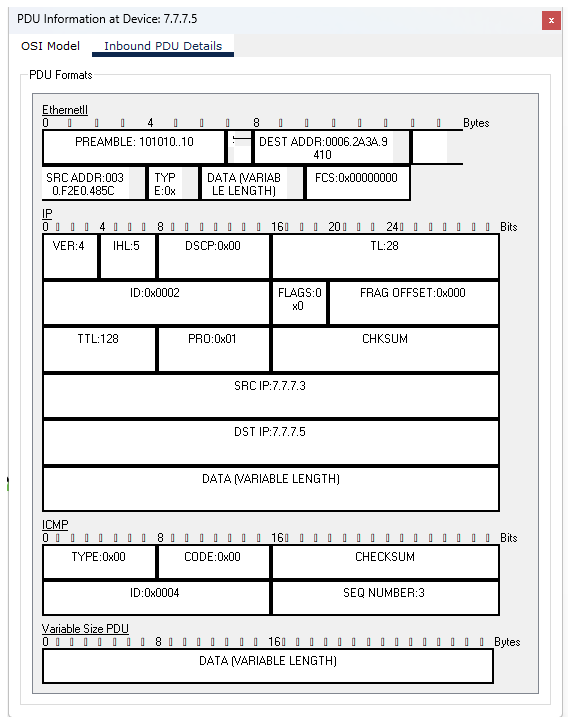 PDU Information at Device: 7.7.7.5
x
OSI Model Inbound PDU Details
PDU Formats
EthernetII
0 4 8 Bytes
PREAMBLE: 101010..10
DEST ADDR:0006.2A3A.9
410
SRC ADDR:003
0.F2E0.485C
TYP
E:0x
DATA (VARIAB
LE LENGTH)
FCS:0x00000000
IP
0 4 8 16 20 24 Bits
VER:4 IHL:5 DSCP:0x00 TL:28
ID:0x0002
FLAGS:0
x0
FRAG OFFSET:0x000
TTL:128 PRO:0x01 CHKSUM
SRC IP:7.7.7.3
DST IP:7.7.7.5
DATA (VARIABLE LENGTH)
ICMP
0 8 16 Bits
TYPE:0x00 CODE:0x00 CHECKSUM
ID:0x0004 SEQ NUMBER:3
Variable Size PDU
0 8 16 Bytes
DATA (VARIABLE LENGTH)